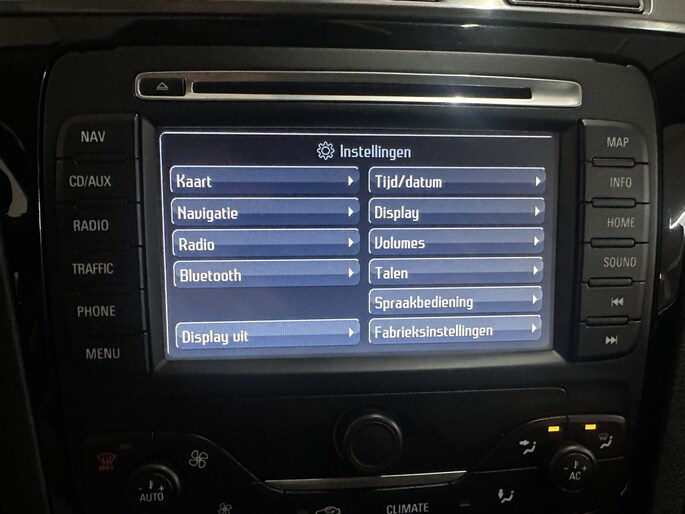 NAV
CD/AUX
RADIO
TRAFFIC
PHONE
MENU
Instellingen
Kaart
Navigatie
Radio
Bluetooth
Display uit
Tijd/datum
Display
Volumes
Talen
Spraakbediening
Fabrieksinstellingen
MAP
INFO
HOME
SOUND
MAX
AUTO
CLIMATE
AC